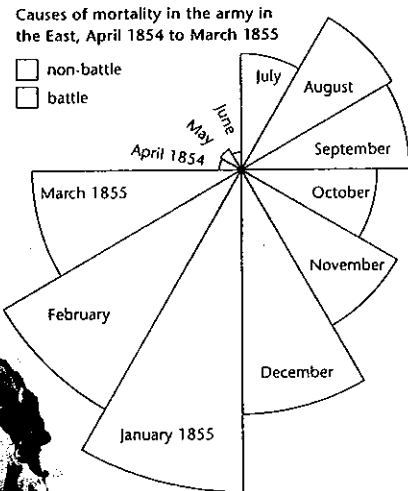 Causes of mortality in the army in
the East, April 1854 to March 1855
non-battle
battle
July
August
September
October
November
December
January 1855
February
March 1855
April 1854
May
June